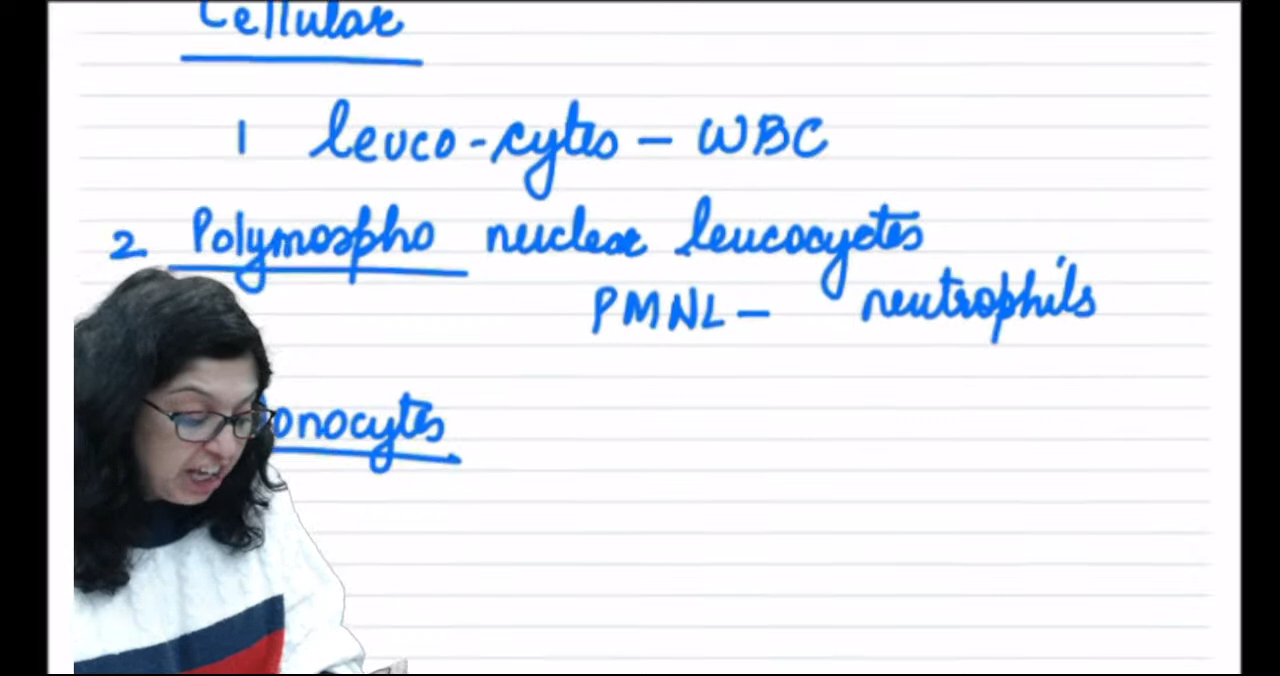 Cellular
1 leuco-cytes – WBC
2 Polymorpho nuclear leucocytes
PMNL – neutrophils
onocytes